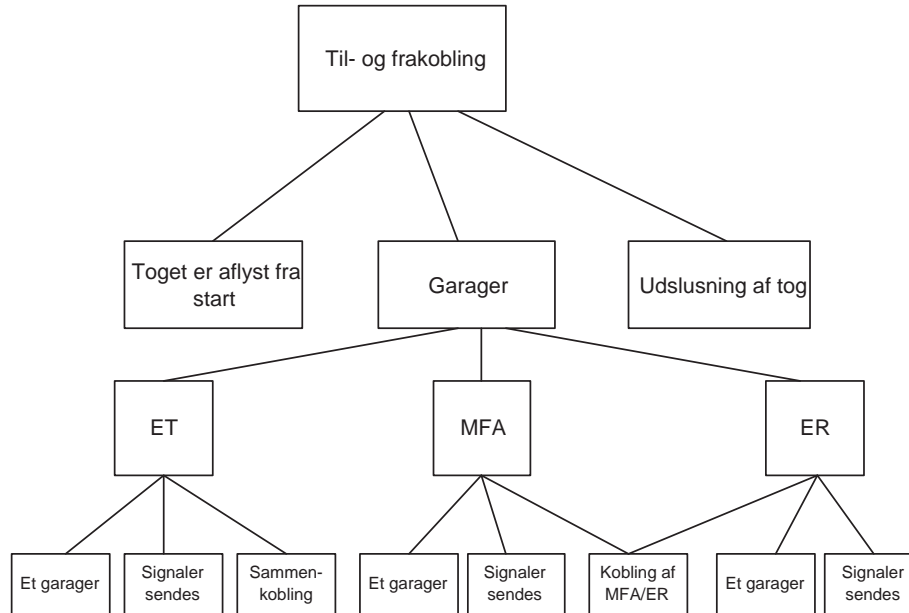 Til- og frakobling
Toget er aflyst fra
start
Garager
Udslusning af tog
ET
MFA
ER
Et garager
Signaler
sendes
Sammen-
kobling
Et garager
Signaler
sendes
Kobling af
MFA/ER
Et garager
Signaler
sendes